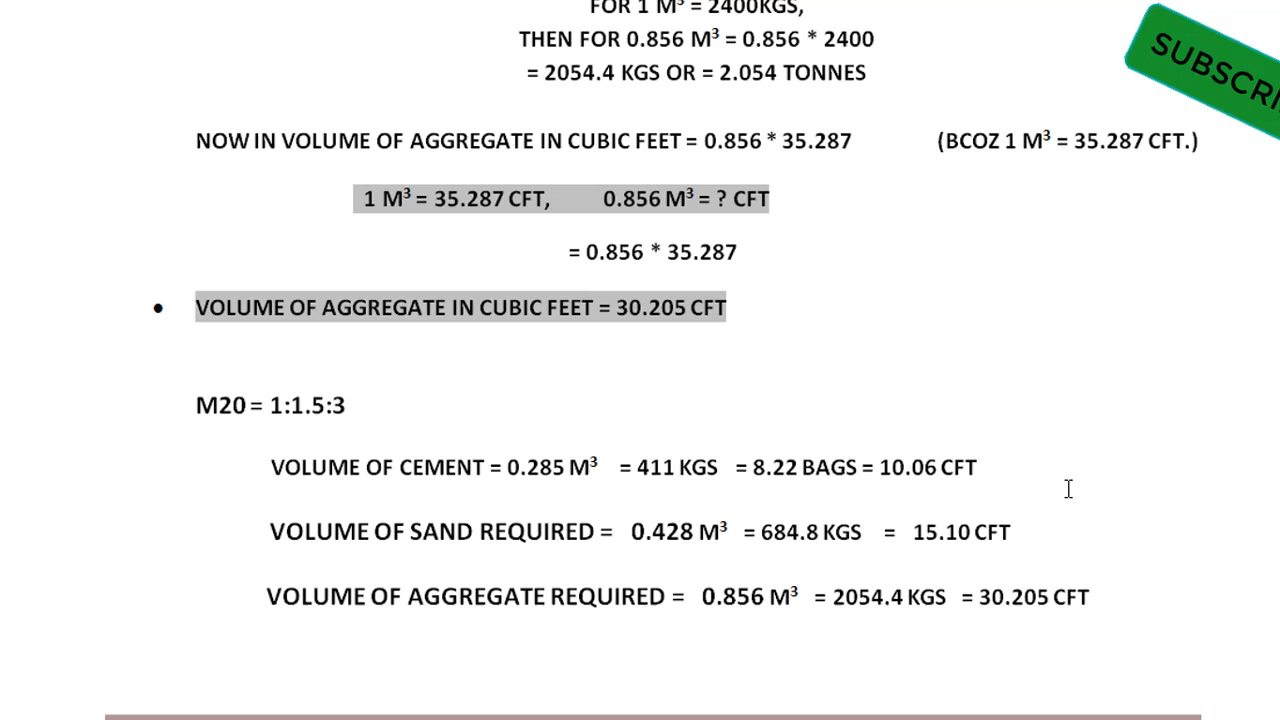 FOR 1 M³ = 2400KGS,
THEN FOR 0.856 M³ = 0.856 * 2400
= 2054.4 KGS OR = 2.054 TONNES
NOW IN VOLUME OF AGGREGATE IN CUBIC FEET = 0.856 * 35.287 (BCOZ 1 M³ = 35.287 CFT.)
1 M³ = 35.287 CFT, 0.856 M³ = ? CFT
= 0.856 * 35.287
• VOLUME OF AGGREGATE IN CUBIC FEET = 30.205 CFT
M20 = 1:1.5:3
VOLUME OF CEMENT = 0.285 M³ = 411 KGS = 8.22 BAGS = 10.06 CFT
VOLUME OF SAND REQUIRED = 0.428 M³ = 684.8 KGS = 15.10 CFT
VOLUME OF AGGREGATE REQUIRED = 0.856 M³ = 2054.4 KGS = 30.205 CFT